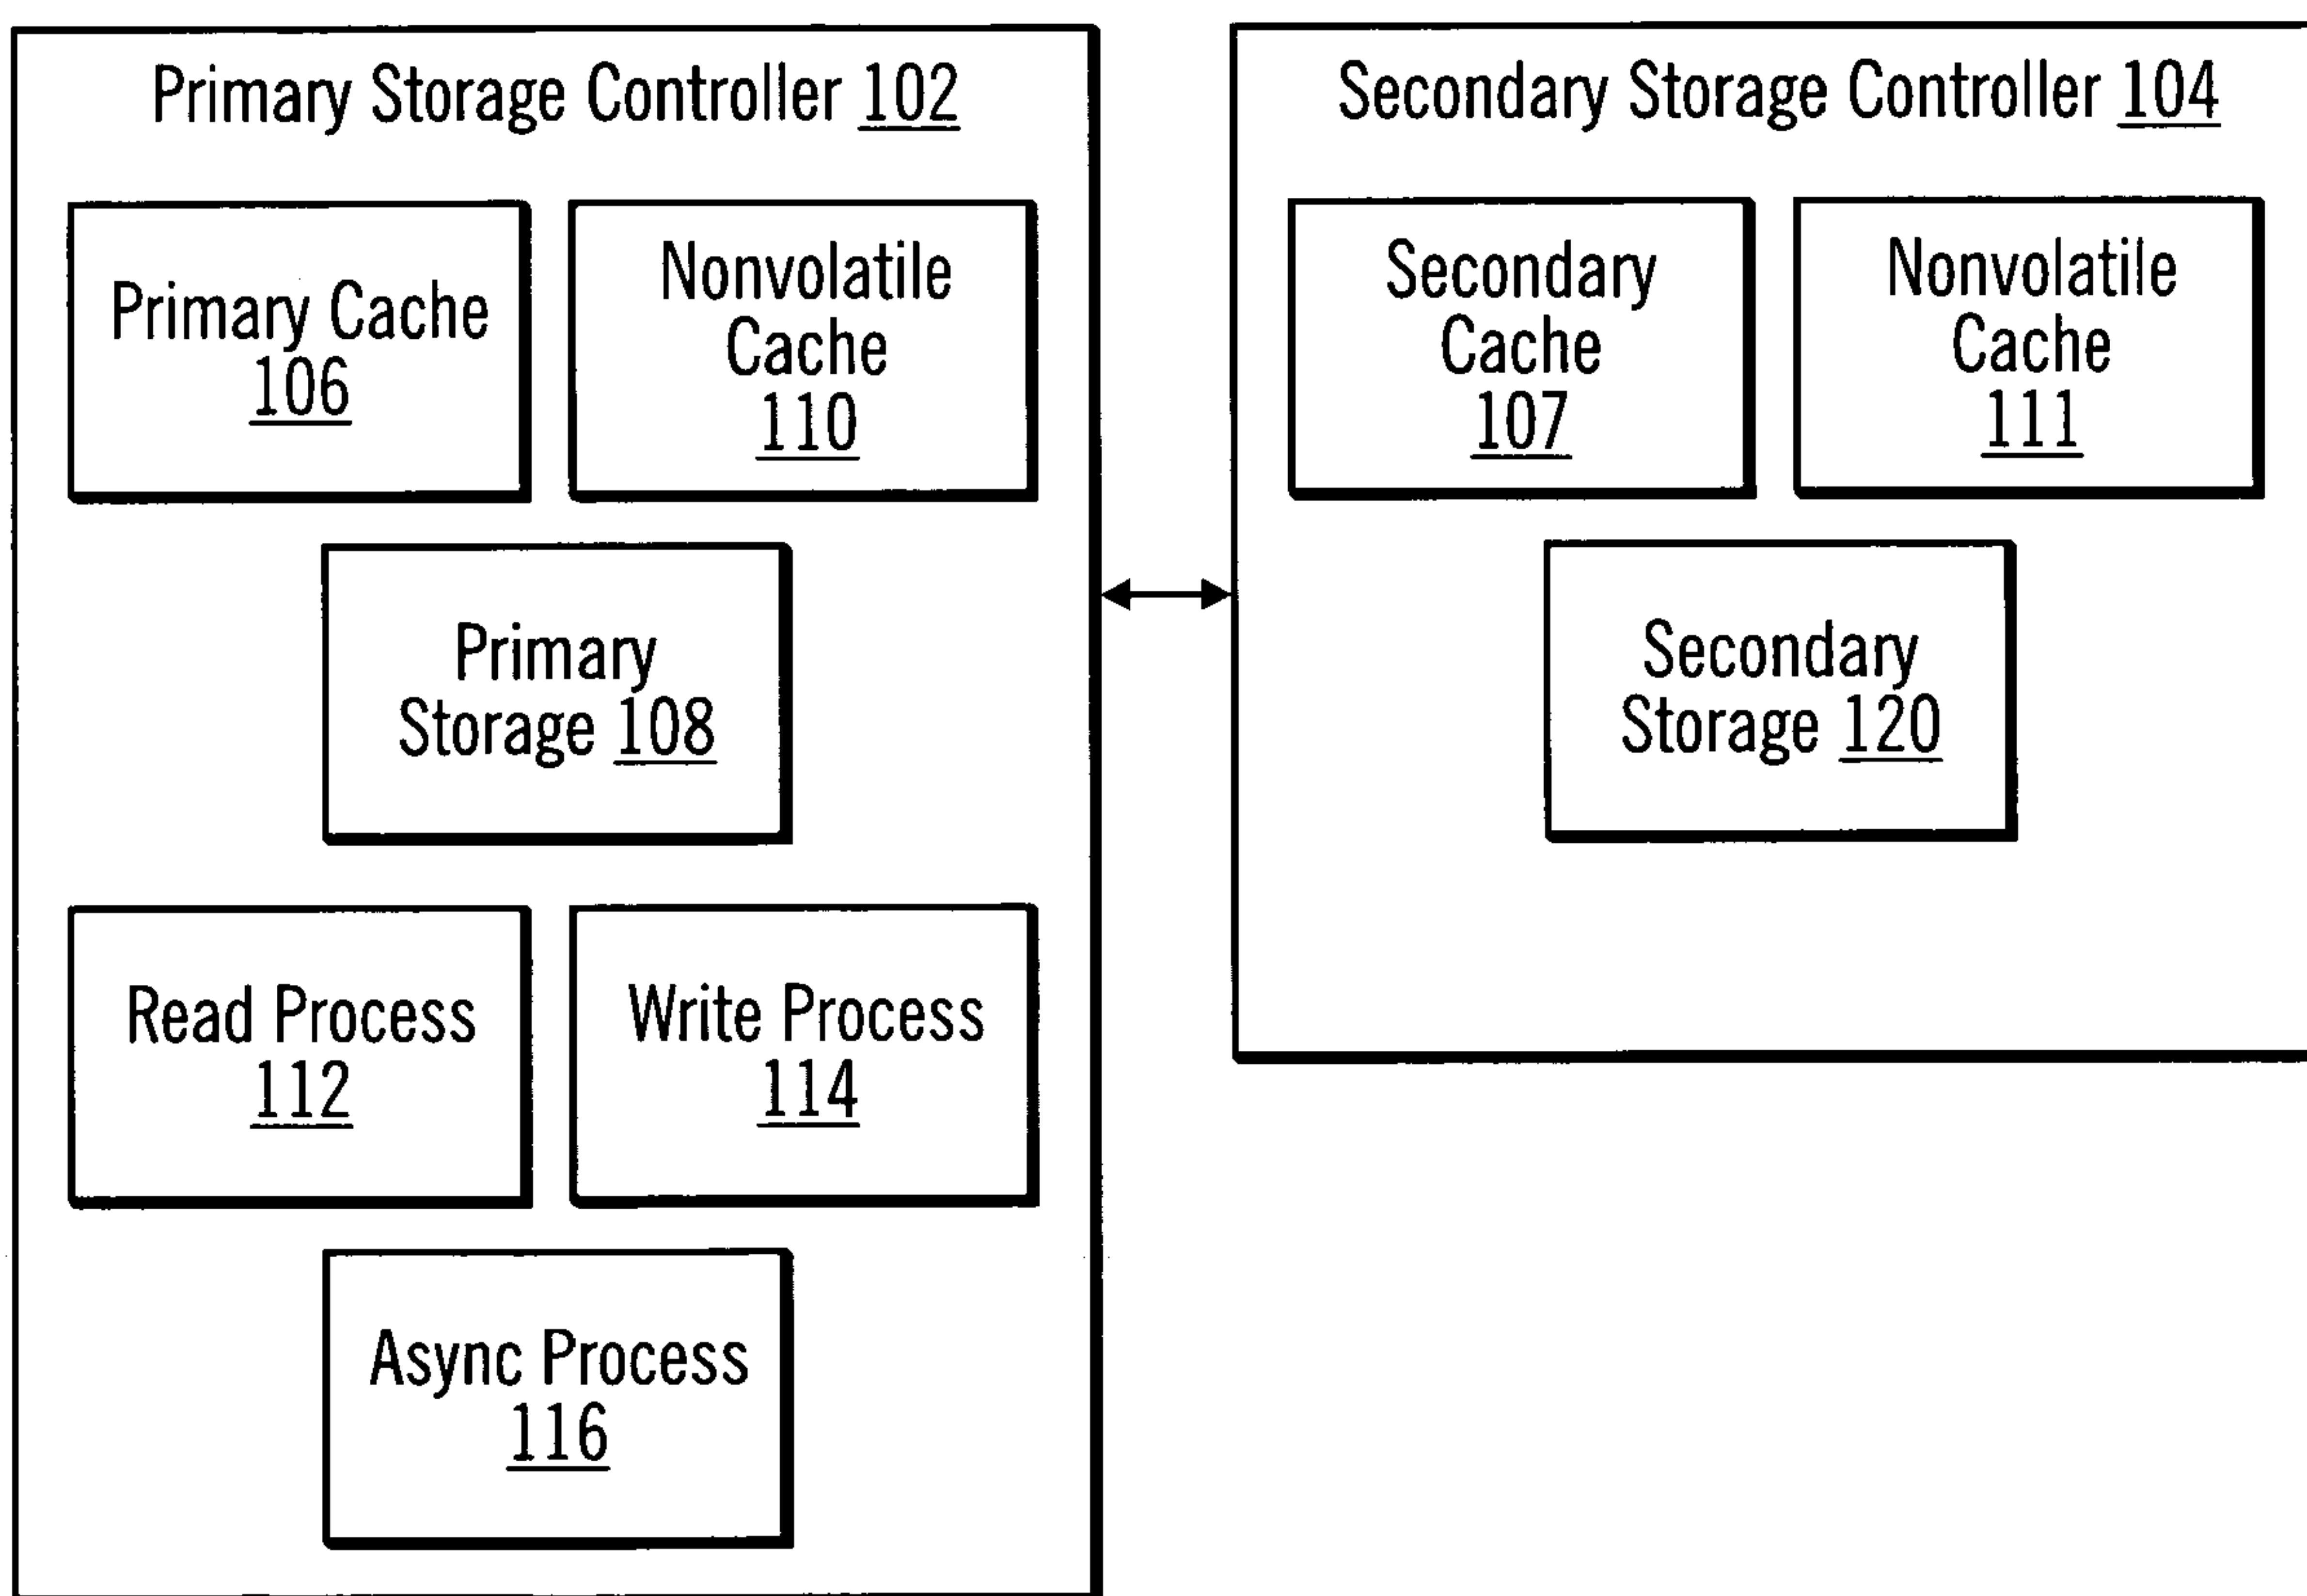 Primary Storage Controller 102
Primary Cache
106
Nonvolatile
Cache
110
Primary
Storage 108
Read Process
112
Write Process
114
Async Process
116
Secondary Storage Controller 104
Secondary
Cache
107
Nonvolatile
Cache
111
Secondary
Storage 120